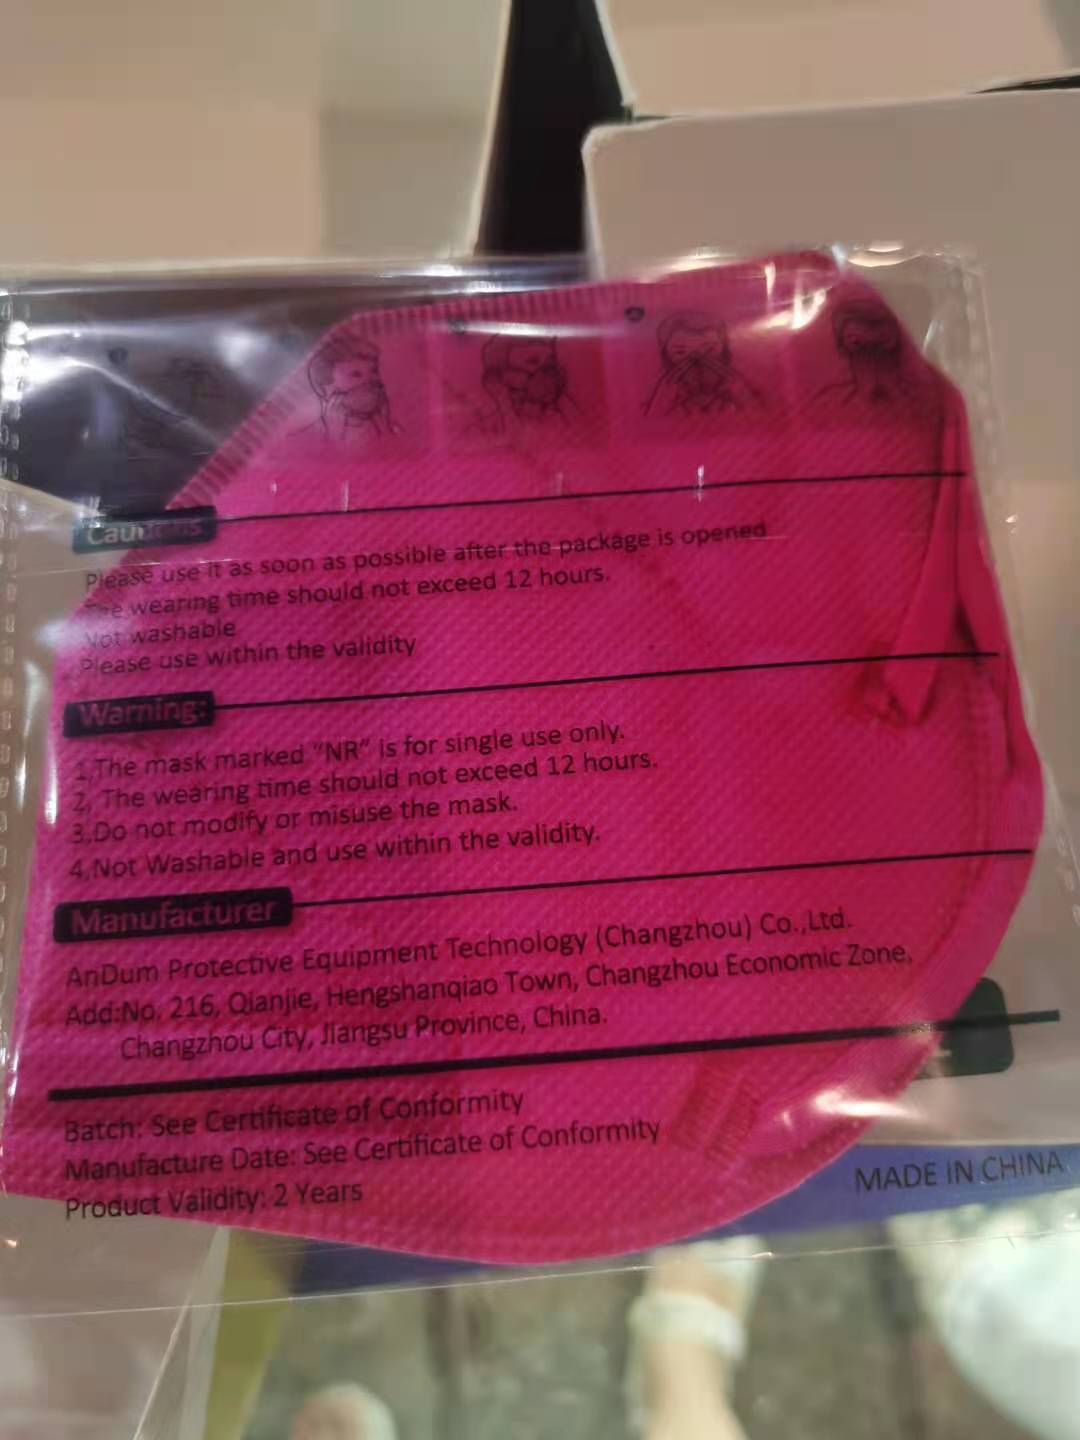 Cautions
Please use it as soon as possible after the package is opened
The wearing time should not exceed 12 hours.
Not washable
Please use within the validity
Warning:
1,The mask marked "NR" is for single use only.
2, The wearing time should not exceed 12 hours.
3,Do not modify or misuse the mask.
4,Not Washable and use within the validity.
Manufacturer
AnDum Protective Equipment Technology (Changzhou) Co.,Ltd.
Add:No. 216, Qianjie, Hengshanqiao Town, Changzhou Economic Zone,
Changzhou City, Jiangsu Province, China.
Batch: See Certificate of Conformity
Manufacture Date: See Certificate of Conformity
Product Validity: 2 Years
MADE IN CHINA